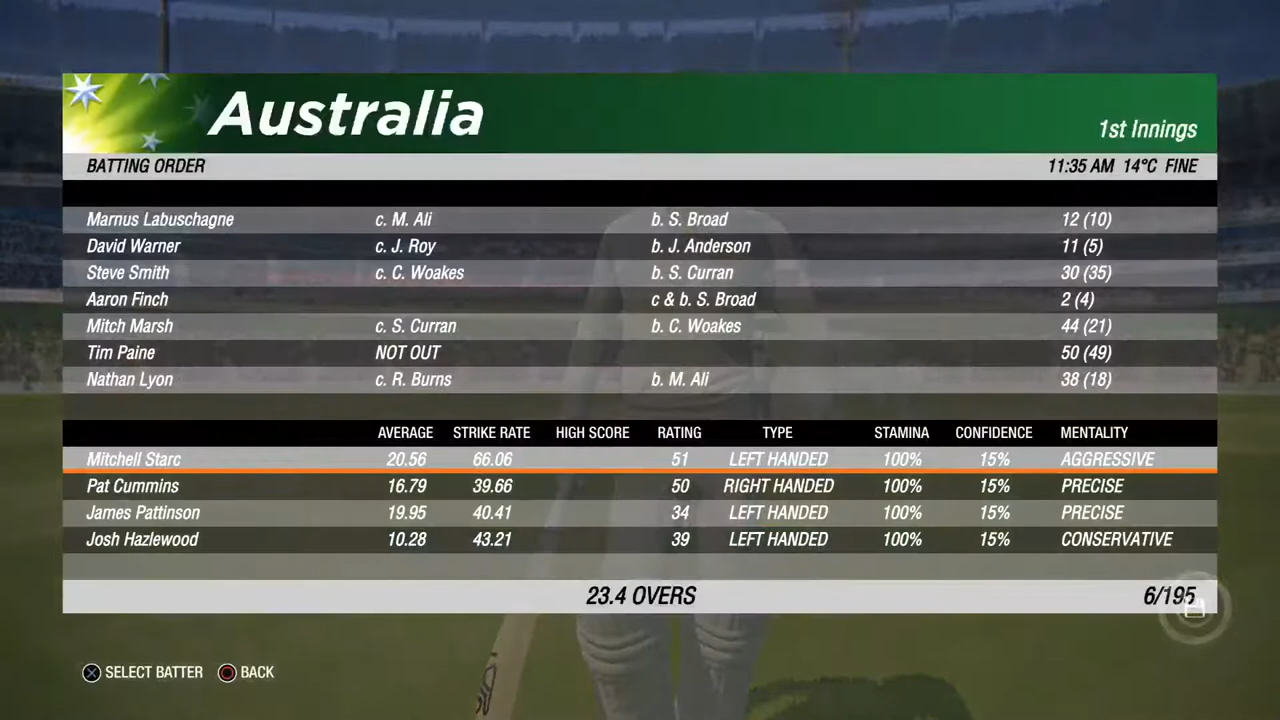 Australia
1st Innings
BATTING ORDER 11:35 AM 14°C FINE
Marnus Labuschagne c. M. Ali b. S. Broad 12 (10)
David Warner c. J. Roy b. J. Anderson 11 (5)
Steve Smith c. C. Woakes b. S. Curran 30 (35)
Aaron Finch c & b. S. Broad 2 (4)
Mitch Marsh c. S. Curran b. C. Woakes 44 (21)
Tim Paine NOT OUT 50 (49)
Nathan Lyon c. R. Burns b. M. Ali 38 (18)
AVERAGE STRIKE RATE HIGH SCORE RATING TYPE STAMINA CONFIDENCE MENTALITY
Mitchell Starc 20.56 66.06 51 LEFT HANDED 100% 15% AGGRESSIVE
Pat Cummins 16.79 39.66 50 RIGHT HANDED 100% 15% PRECISE
James Pattinson 19.95 40.41 34 LEFT HANDED 100% 15% PRECISE
Josh Hazlewood 10.28 43.21 39 LEFT HANDED 100% 15% CONSERVATIVE
23.4 OVERS 6/195
SELECT BATTER BACK